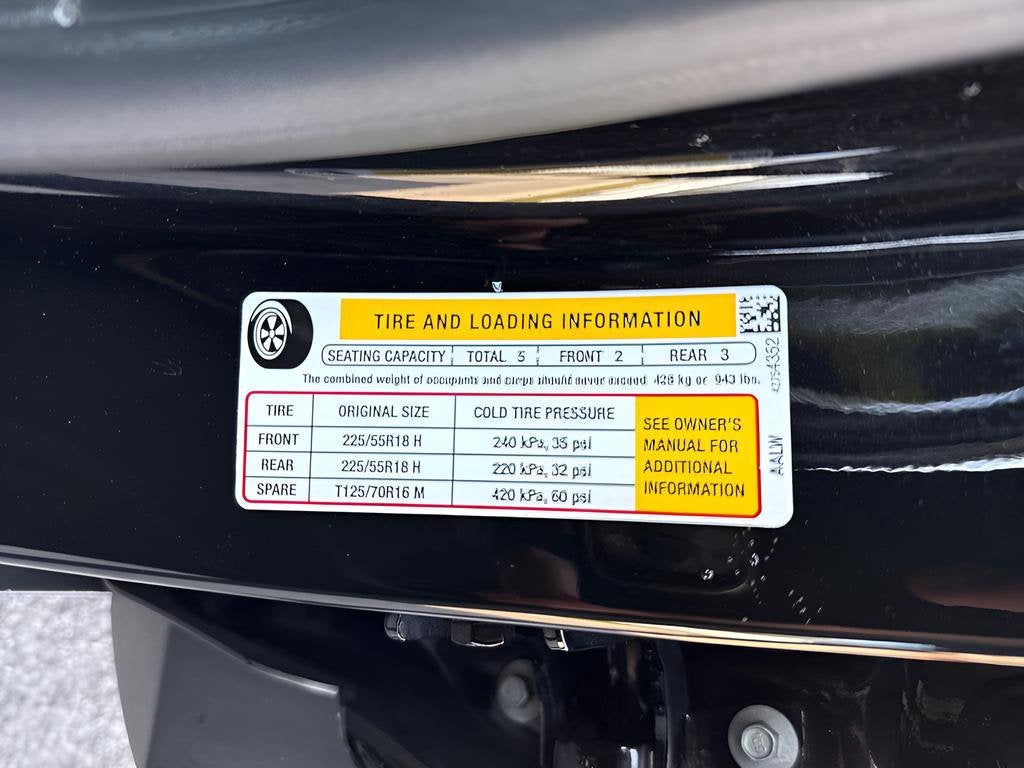 TIRE AND LOADING INFORMATION
SEATING CAPACITY TOTAL 5 FRONT 2 REAR 3
The combined weight of occupants and cargo should never exceed 428 kg or 943 lbs.
TIRE ORIGINAL SIZE COLD TIRE PRESSURE
FRONT 225/55R18 H 240 kPa, 35 psi
REAR 225/55R18 H 220 kPa, 32 psi
SPARE T125/70R16 M 420 kPa, 60 psi
SEE OWNER'S
MANUAL FOR
ADDITIONAL
INFORMATION
AALW